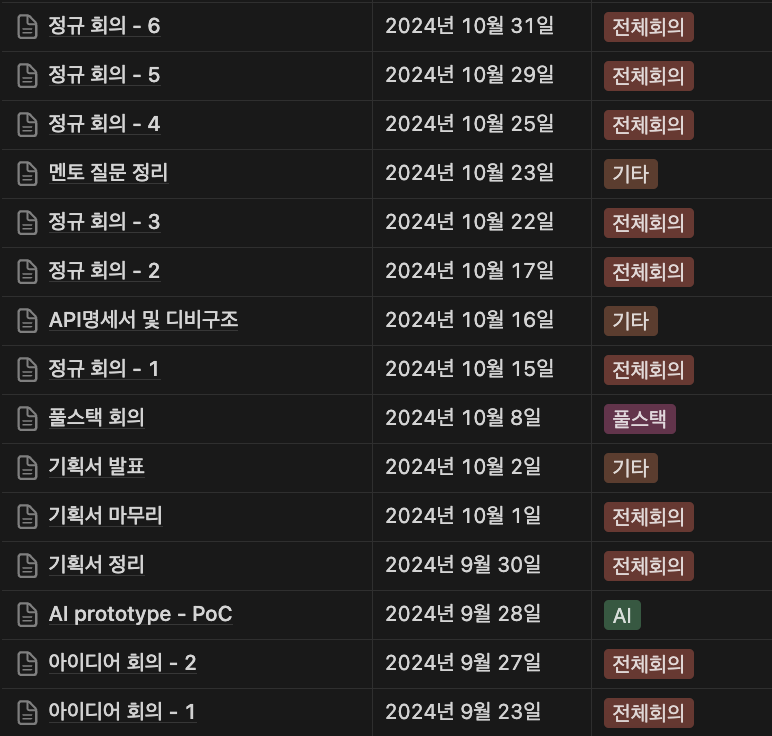 정규 회의 - 6 2024년 10월 31일 전체회의
정규 회의 - 5 2024년 10월 29일 전체회의
정규 회의 - 4 2024년 10월 25일 전체회의
멘토 질문 정리 2024년 10월 23일 기타
정규 회의 - 3 2024년 10월 22일 전체회의
정규 회의 - 2 2024년 10월 17일 전체회의
API명세서 및 디비구조 2024년 10월 16일 기타
정규 회의 - 1 2024년 10월 15일 전체회의
풀스택 회의 2024년 10월 8일 풀스택
기획서 발표 2024년 10월 2일 기타
기획서 마무리 2024년 10월 1일 전체회의
기획서 정리 2024년 9월 30일 전체회의
AI prototype - PoC 2024년 9월 28일 AI
아이디어 회의 - 2 2024년 9월 27일 전체회의
아이디어 회의 - 1 2024년 9월 23일 전체회의